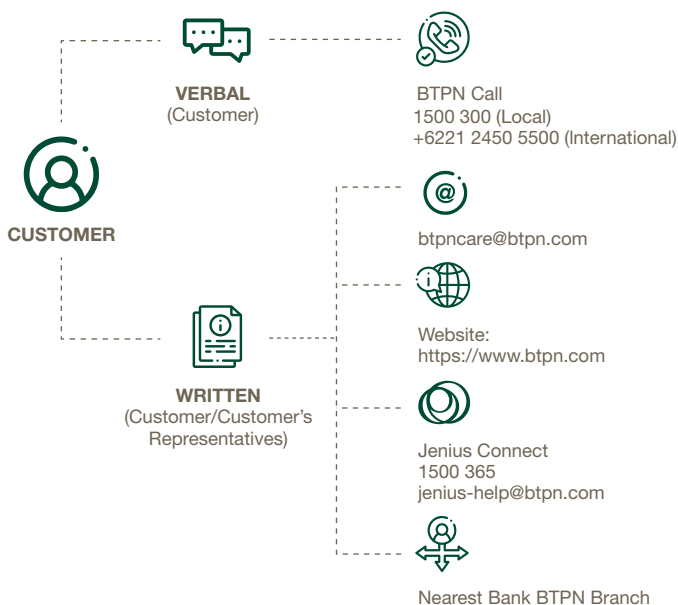 VERBAL
(Customer)
BTPN Call
1500 300 (Local)
+6221 2450 5500 (International)
CUSTOMER
@
btpncare@btpn.com
Website:
https://www.btpn.com
WRITTEN
(Customer/Customer's
Representatives)
Jenius Connect
1500 365
jenius-help@btpn.com
Nearest Bank BTPN Branch